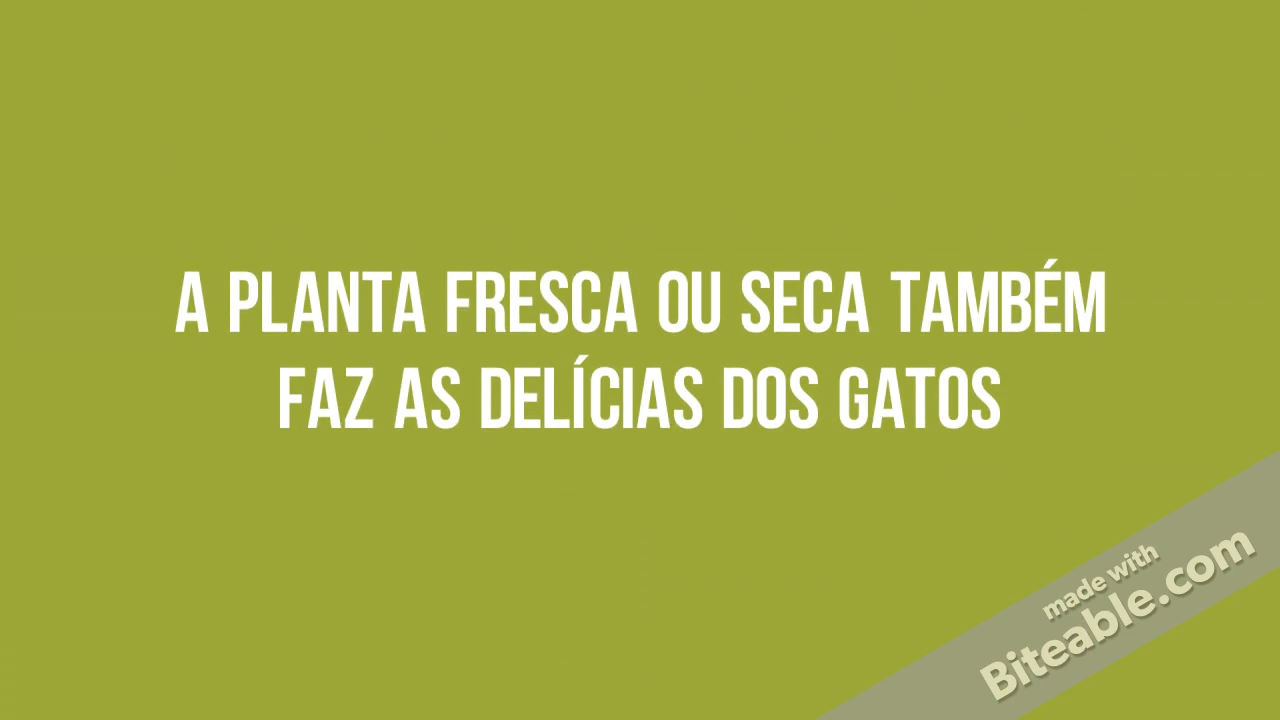 A PLANTA FRESCA OU SECA TAMBÉM
FAZ AS DELÍCIAS DOS GATOS
made with
Biteable.com